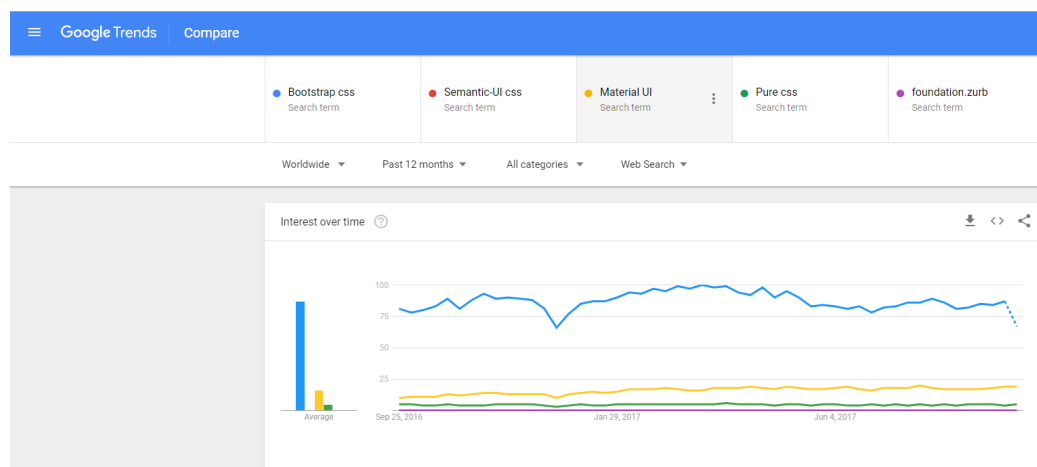 Google Trends Compare
Bootstrap css
Search term
Semantic-UI css
Search term
Material UI
Search term
Pure css
Search term
foundation.zurb
Search term
Worldwide
Past 12 months
All categories
Web Search
Interest over time ?
100
75
50
25
Average
Sep 25, 2016
Jan 29, 2017
Jun 4, 2017